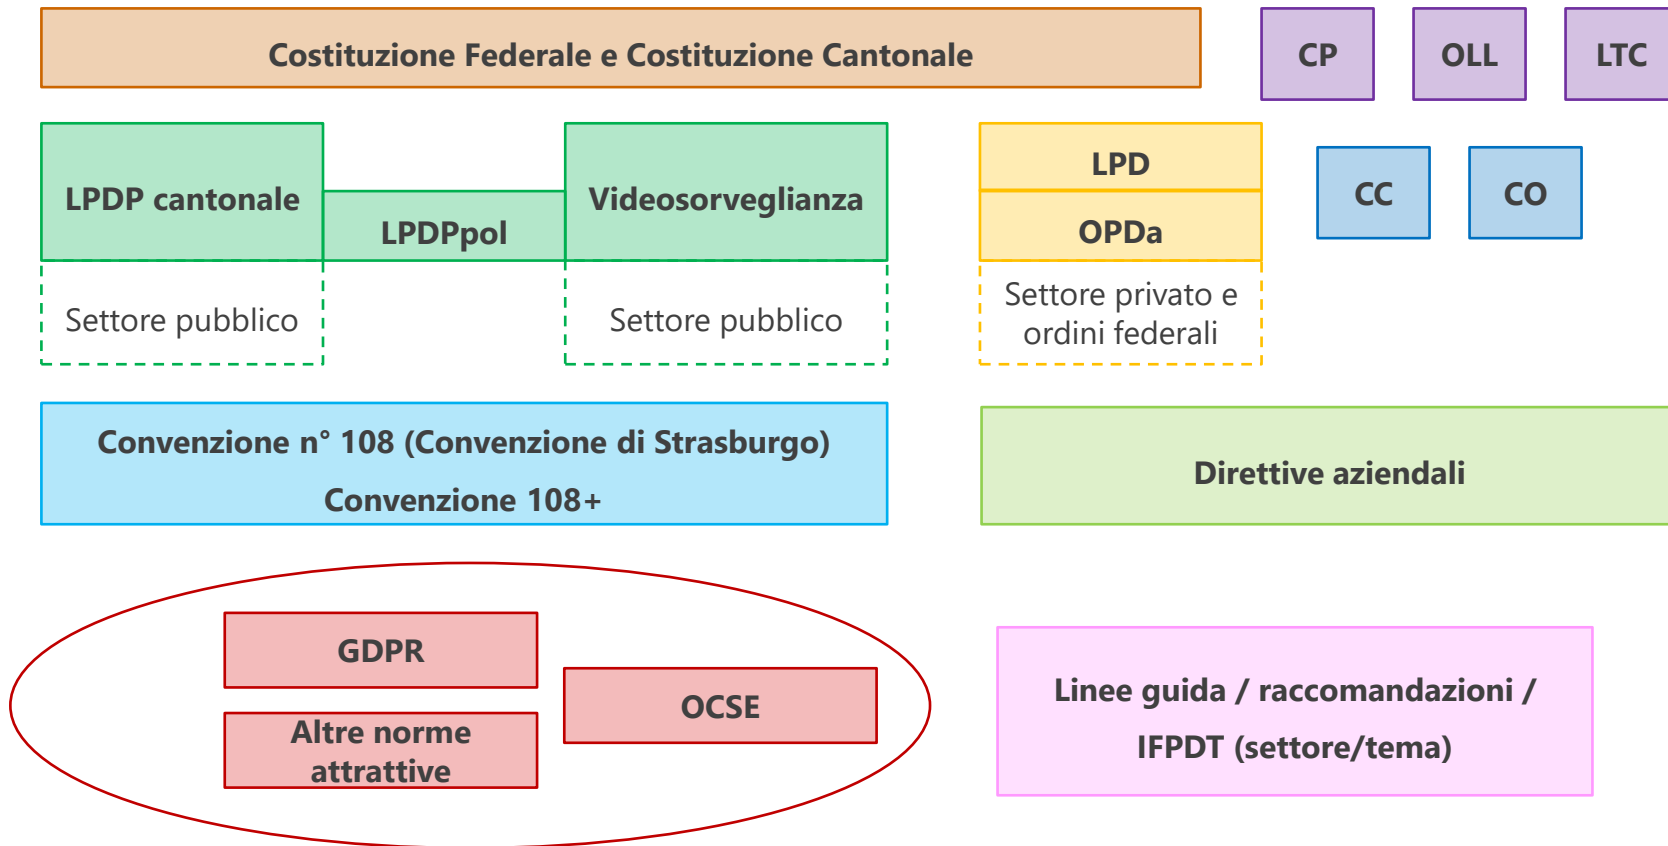 Costituzione Federale e Costituzione Cantonale
CP
OLL
LTC
LPDP cantonale
LPDPpol
Videosorveglianza
LPD
OPDa
CC
CO
Settore pubblico
Settore pubblico
Settore privato e
ordini federali
Convenzione n° 108 (Convenzione di Strasburgo)
Convenzione 108+
Direttive aziendali
GDPR
OCSE
Altre norme
attrattive
Linee guida / raccomandazioni /
IFPDT (settore/tema)